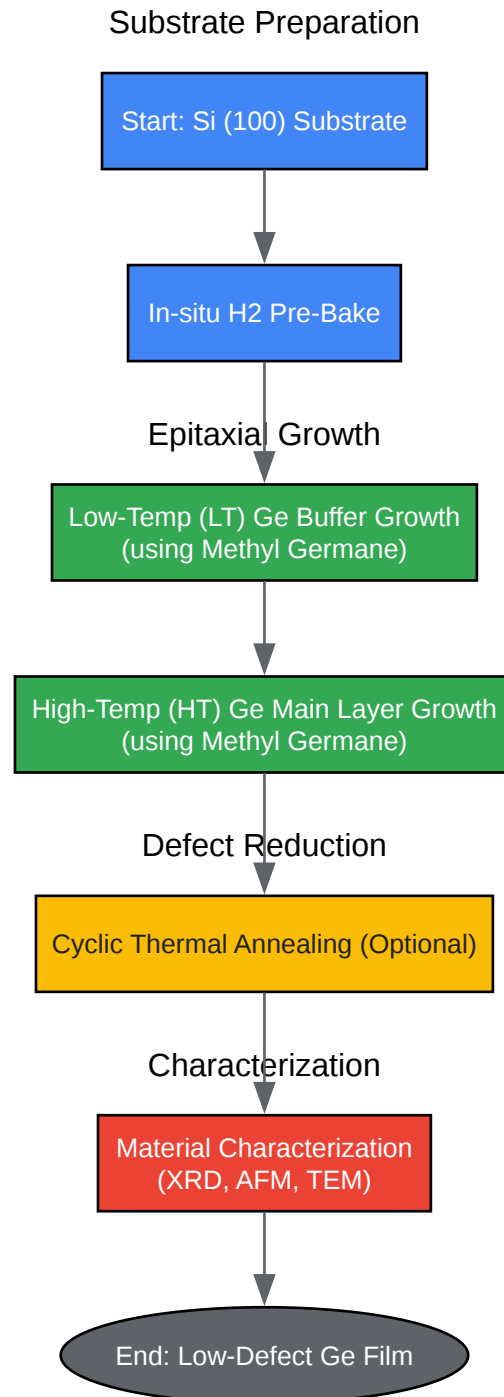 Substrate Preparation
Start: Si (100) Substrate
In-situ H2 Pre-Bake
Epitaxial Growth
Low-Temp (LT) Ge Buffer Growth
(using Methyl Germane)
High-Temp (HT) Ge Main Layer Growth
(using Methyl Germane)
Defect Reduction
Cyclic Thermal Annealing (Optional)
Characterization
Material Characterization
(XRD, AFM, TEM)
End: Low-Defect Ge Film